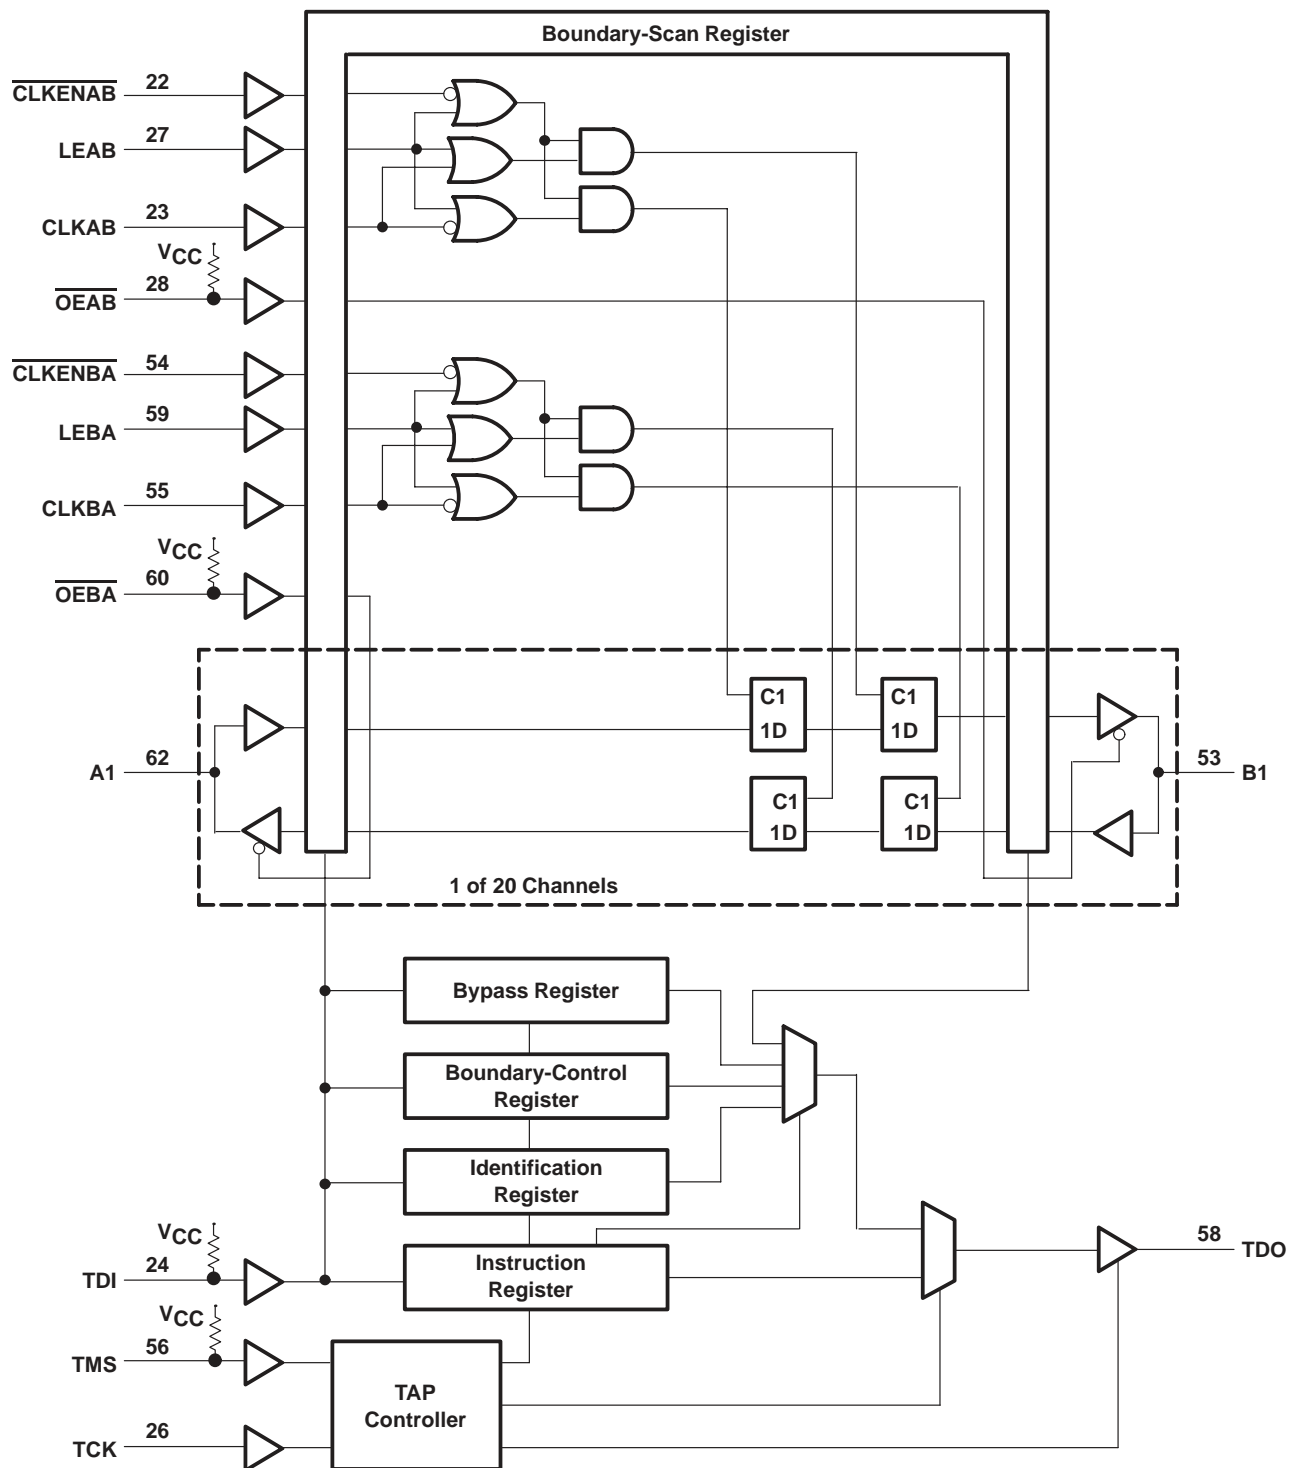 Boundary-Scan Register
CLKENAB 22
LEAB 27
CLKAB 23
VCC
OEAB 28
CLKENBA 54
LEBA 59
CLKBA 55
VCC
OEBA 60
C1
1D
C1
1D
A1 62
53 B1
C1
1D
C1
1D
1 of 20 Channels
Bypass Register
Boundary-Control
Register
Identification
Register
VCC
TDI 24
Instruction
Register
58 TDO
VCC
TMS 56
TAP
Controller
TCK 26